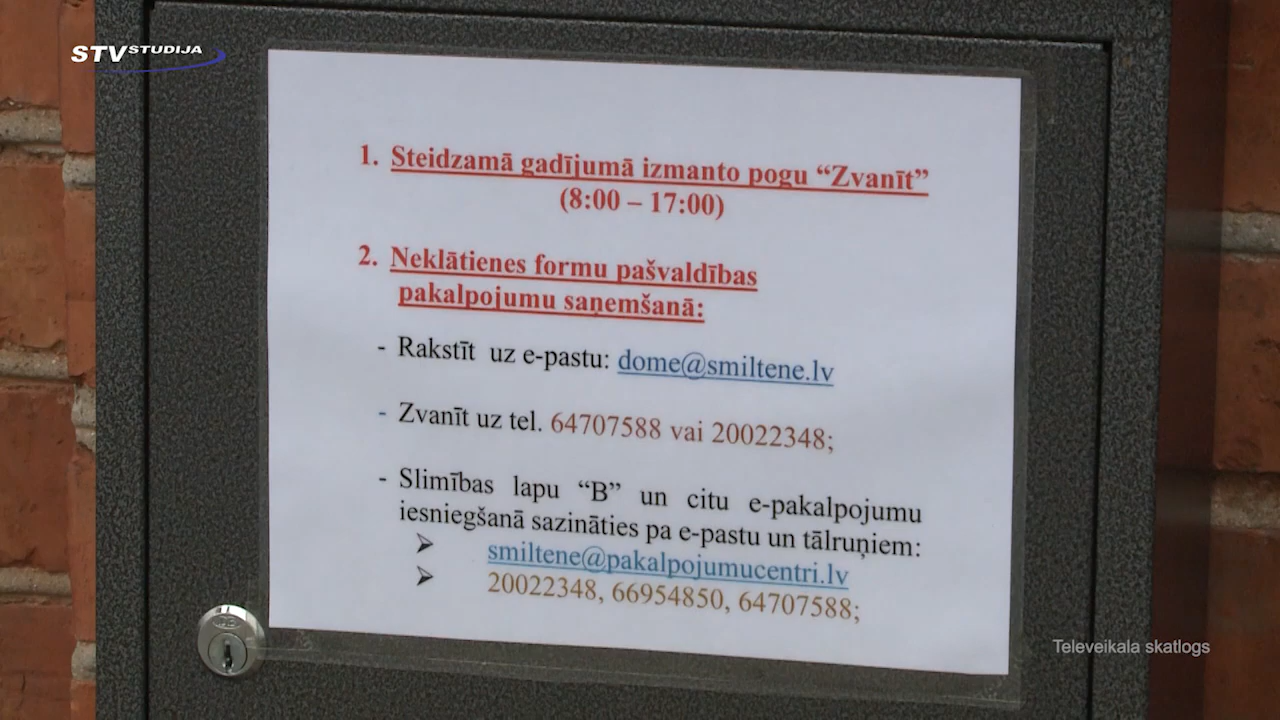 STV STUDIJA
1. Steidzamā gadījumā izmanto pogu “Zvanīt”
(8:00 – 17:00)
2. Neklātienes formu pašvaldības
pakalpojumu saņemšanā:
- Rakstīt uz e-pastu: dome@smiltene.lv
- Zvanīt uz tel. 64707588 vai 20022348;
- Slimības lapu “B” un citu e-pakalpojumu
iesniegšanā sazināties pa e-pastu un tālruņiem:
➢ smiltene@pakalpojumucentri.lv
➢ 20022348, 66954850, 64707588;
Televeikala skatlogs